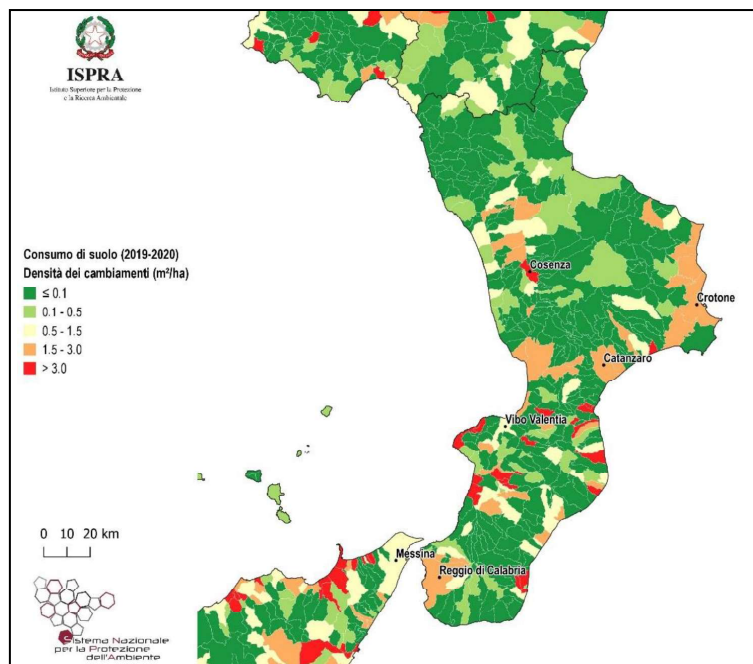 ISPRA
Istituto Superiore per la Protezione
e la Ricerca Ambientale
Consumo di suolo (2019-2020)
Densità dei cambiamenti (m²/ha)
≤ 0.1
0.1 - 0.5
0.5 - 1.5
1.5 - 3.0
> 3.0
Cosenza
Crotone
Catanzaro
Vibo Valentia
Messina
Reggio di Calabria
0 10 20 km
Sistema Nazionale
per la Protezione
dell'Ambiente